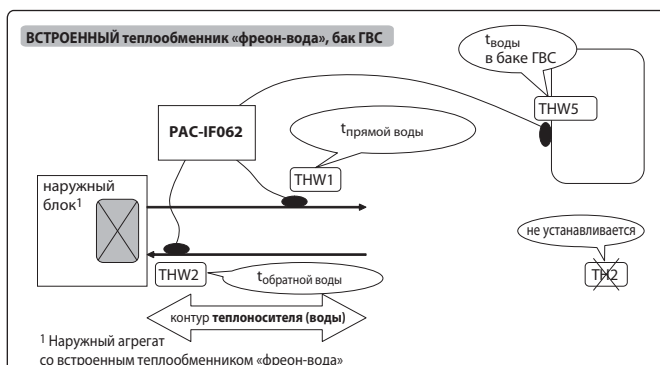 ВСТРОЕННЫЙ теплообменник «фреон-вода», бак ГВС
tводы
в баке ГВС
THW5
PAC-IF062
tпрямой воды
THW1
наружный
блок1
не устанавливается
TH2
THW2
tобратной воды
контур теплоносителя (воды)
1 Наружный агрегат
со встроенным теплообменником «фреон-вода»